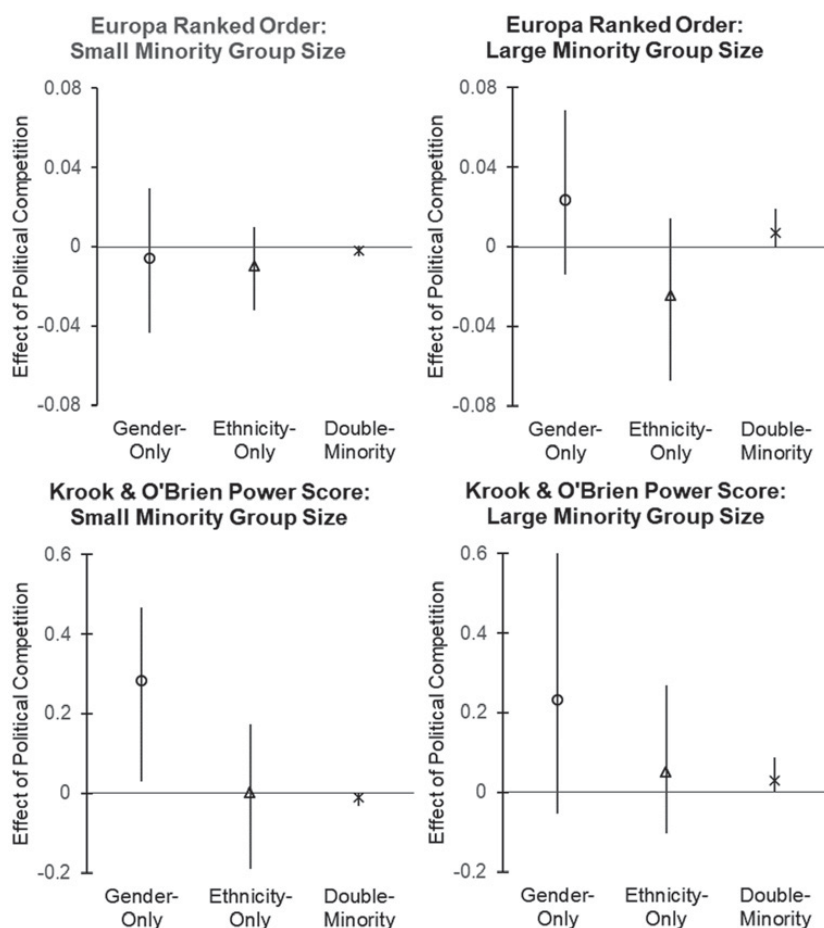 Europa Ranked Order:
Small Minority Group Size
Effect of Political Competition
0.08
0.04
0
-0.04
-0.08
Gender-
Only
Ethnicity-
Only
Double-
Minority
Europa Ranked Order:
Large Minority Group Size
Effect of Political Competition
0.08
0.04
0
-0.04
-0.08
Gender-
Only
Ethnicity-
Only
Double-
Minority
Krook & O'Brien Power Score:
Small Minority Group Size
Effect of Political Competition
0.6
0.4
0.2
0
-0.2
Gender-
Only
Ethnicity-
Only
Double-
Minority
Krook & O'Brien Power Score:
Large Minority Group Size
Effect of Political Competition
0.6
0.4
0.2
0
-0.2
Gender-
Only
Ethnicity-
Only
Double-
Minority